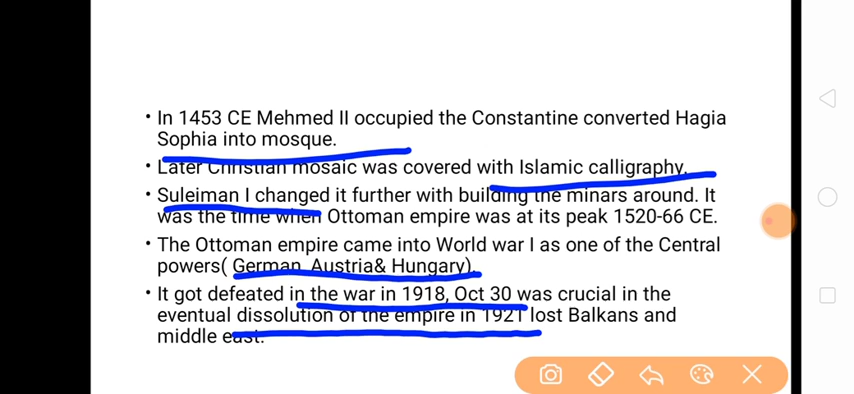 • In 1453 CE Mehmed II occupied the Constantine converted Hagia
Sophia into mosque.
• Later Christian mosaic was covered with Islamic calligraphy.
• Suleiman I changed it further with building the minars around. It
was the time when Ottoman empire was at its peak 1520-66 CE.
• The Ottoman empire came into World war I as one of the Central
powers( German, Austria& Hungary).
• It got defeated in the war in 1918, Oct 30 was crucial in the
eventual dissolution of the empire in 1921 lost Balkans and
middle east.